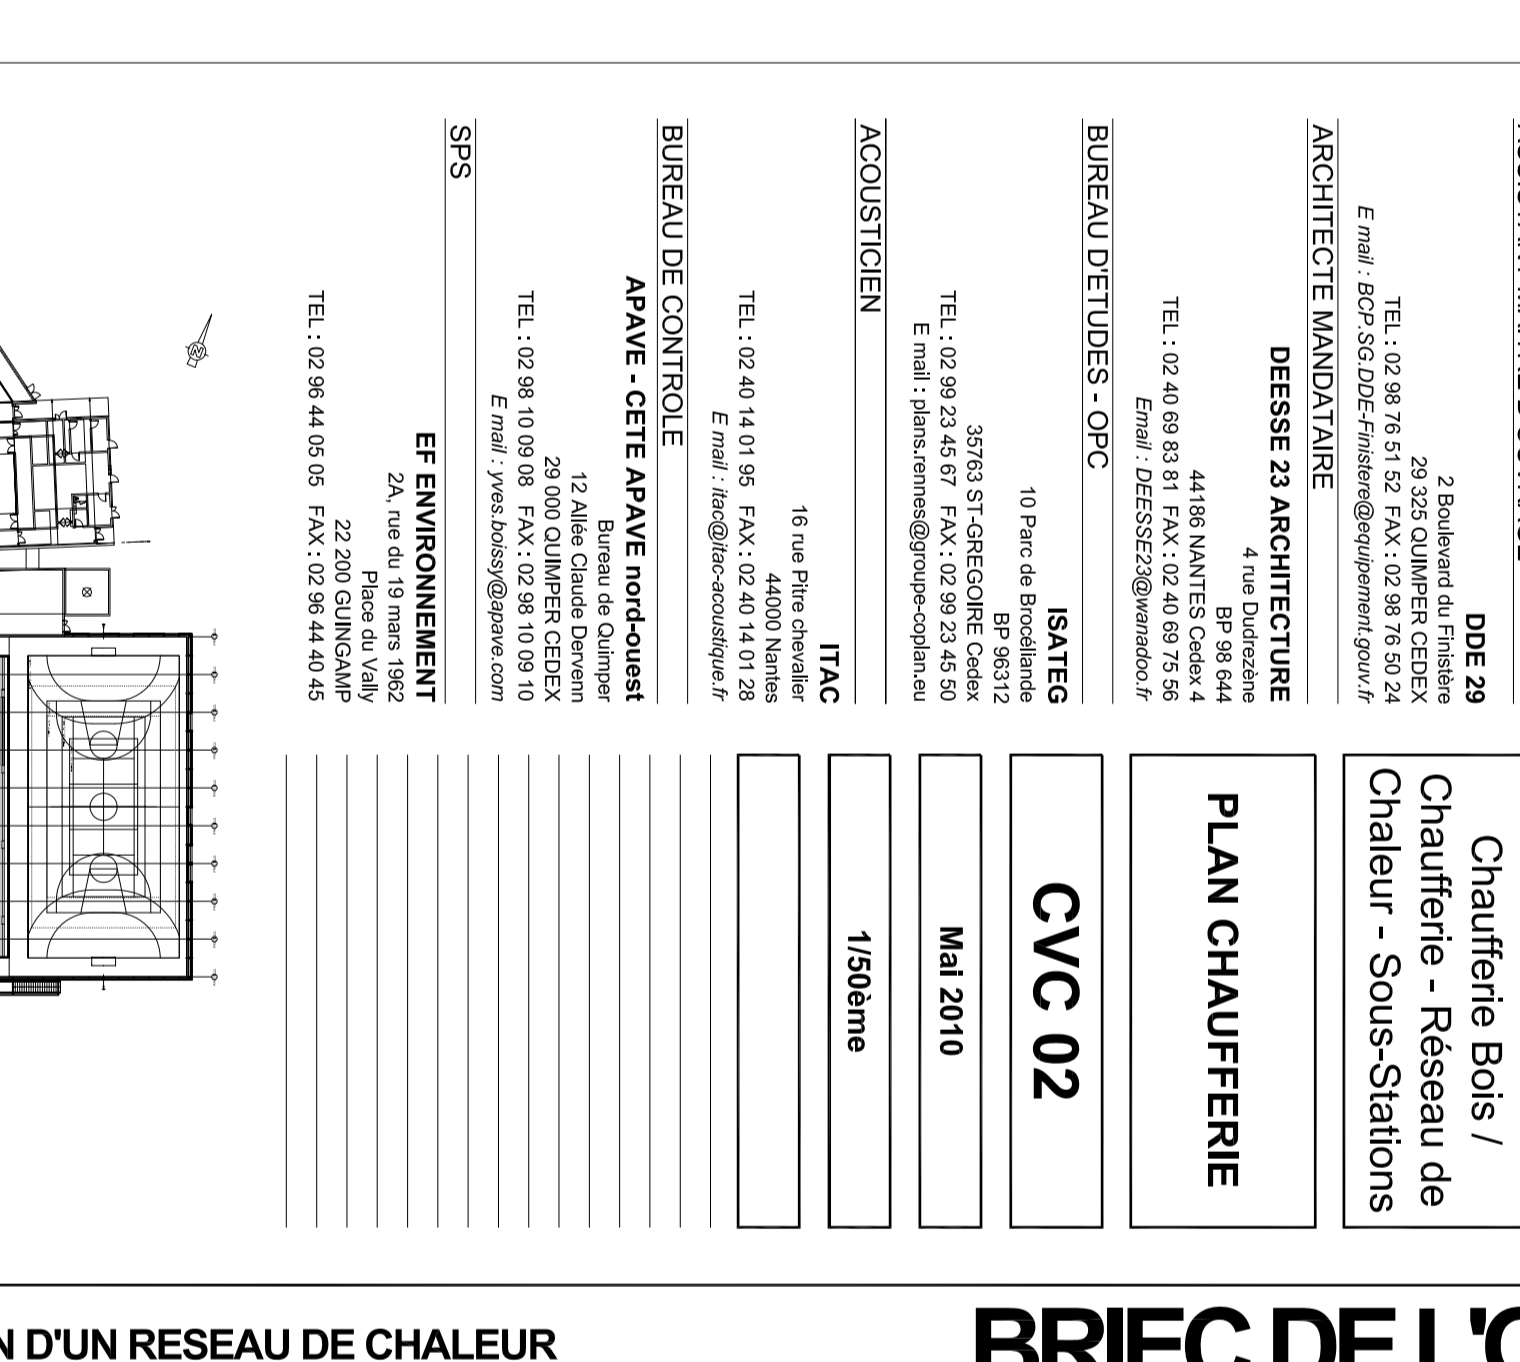 DDE 29
2 Boulevard du Finistère
29 325 QUIMPER CEDEX
TEL : 02 98 76 51 52 FAX : 02 98 76 50 24
E mail : BCP.SG.DDE-Finistere@equipement.gouv.fr
ARCHITECTE MANDATAIRE
DEESSE 23 ARCHITECTURE
4 rue Dudrezène
BP 98 644
44186 NANTES Cedex 4
TEL : 02 40 69 83 81 FAX : 02 40 69 75 56
Email : DEESSE23@wanadoo.fr
BUREAU D'ETUDES - OPC
ISATEG
10 Parc de Brocéliande
BP 96312
35763 ST-GREGOIRE Cedex
TEL : 02 99 23 45 67 FAX : 02 99 23 45 50
E mail : plans.rennes@groupe-coplan.eu
ACOUSTICIEN
ITAC
16 rue Pitre chevalier
44000 Nantes
TEL : 02 40 14 01 95 FAX : 02 40 14 01 28
E mail : itac@itac-acoustique.fr
BUREAU DE CONTROLE
APAVE - CETE APAVE nord-ouest
Bureau de Quimper
12 Allée Claude Dervenn
29 000 QUIMPER CEDEX
TEL : 02 98 10 09 08 FAX : 02 98 10 09 10
E mail : yves.boissy@apave.com
SPS
EF ENVIRONNEMENT
2A, rue du 19 mars 1962
Place du Vally
22 200 GUINGAMP
TEL : 02 96 44 05 05 FAX : 02 96 44 40 45
Chaufferie Bois /
Chaufferie - Réseau de
Chaleur - Sous-Stations
PLAN CHAUFFERIE
CVC 02
Mai 2010
1/50ème
N D'UN RESEAU DE CHALEUR
BRIEC DE L'O